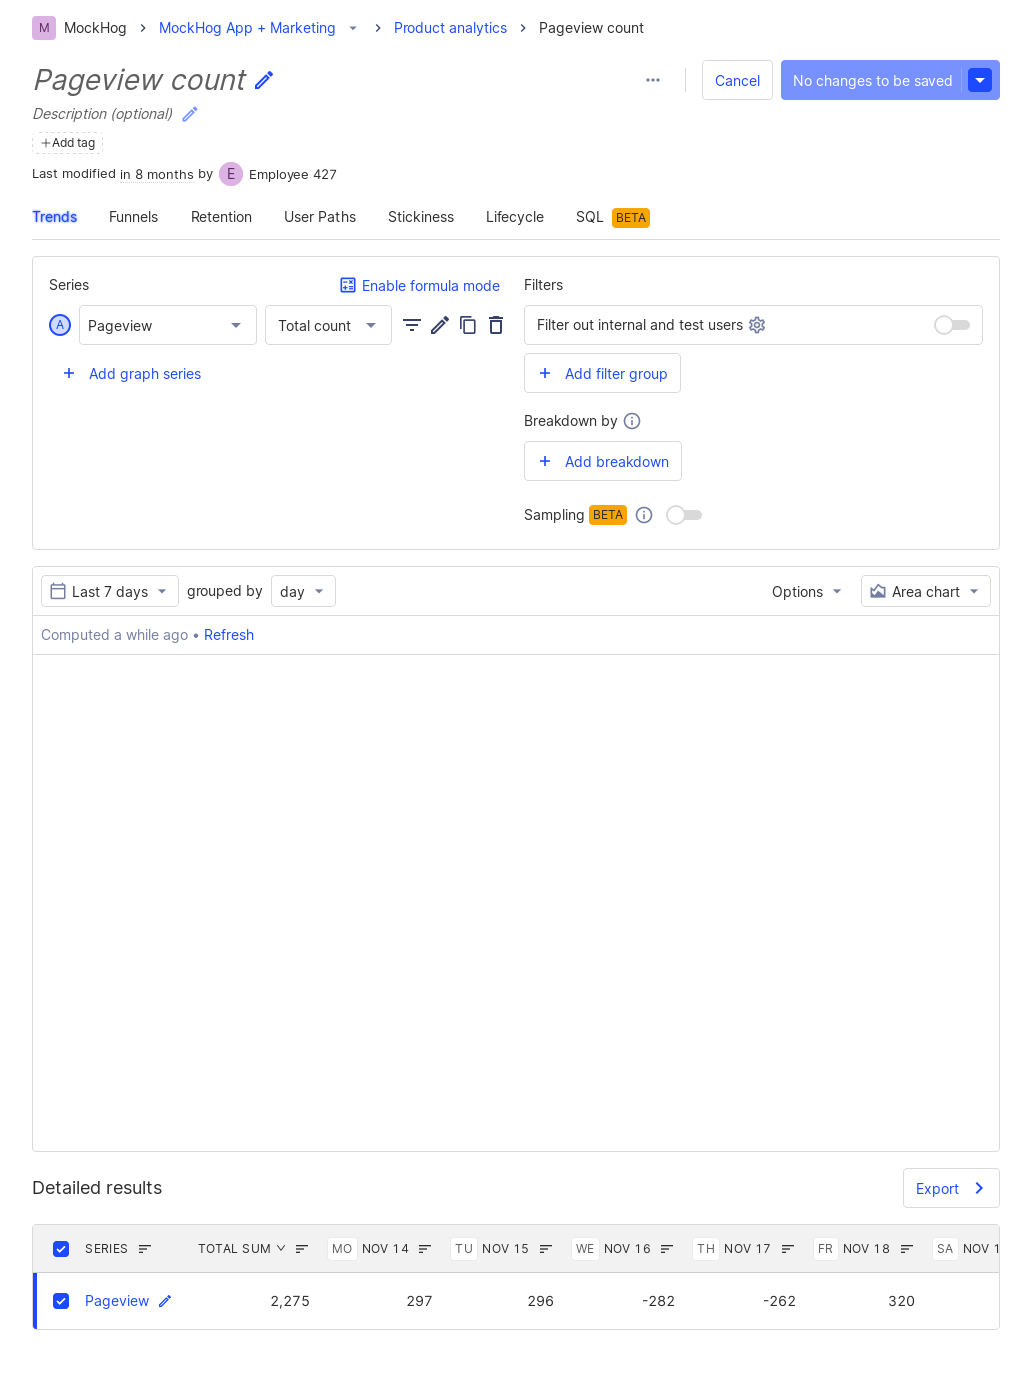 M MockHog MockHog App + Marketing Product analytics Pageview count
Pageview count
Cancel No changes to be saved
Description (optional)
Add tag
Last modified in 8 months by E Employee 427
Trends Funnels Retention User Paths Stickiness Lifecycle SQL BETA
Series Enable formula mode Filters
A Pageview Total count Filter out internal and test users
Add graph series Add filter group
Breakdown by
Add breakdown
Sampling BETA
Last 7 days grouped by day Options Area chart
Computed a while ago • Refresh
Detailed results Export
SERIES TOTAL SUM MO NOV 14 TU NOV 15 WE NOV 16 TH NOV 17 FR NOV 18 SA NOV 1
Pageview 2,275 297 296 -282 -262 320